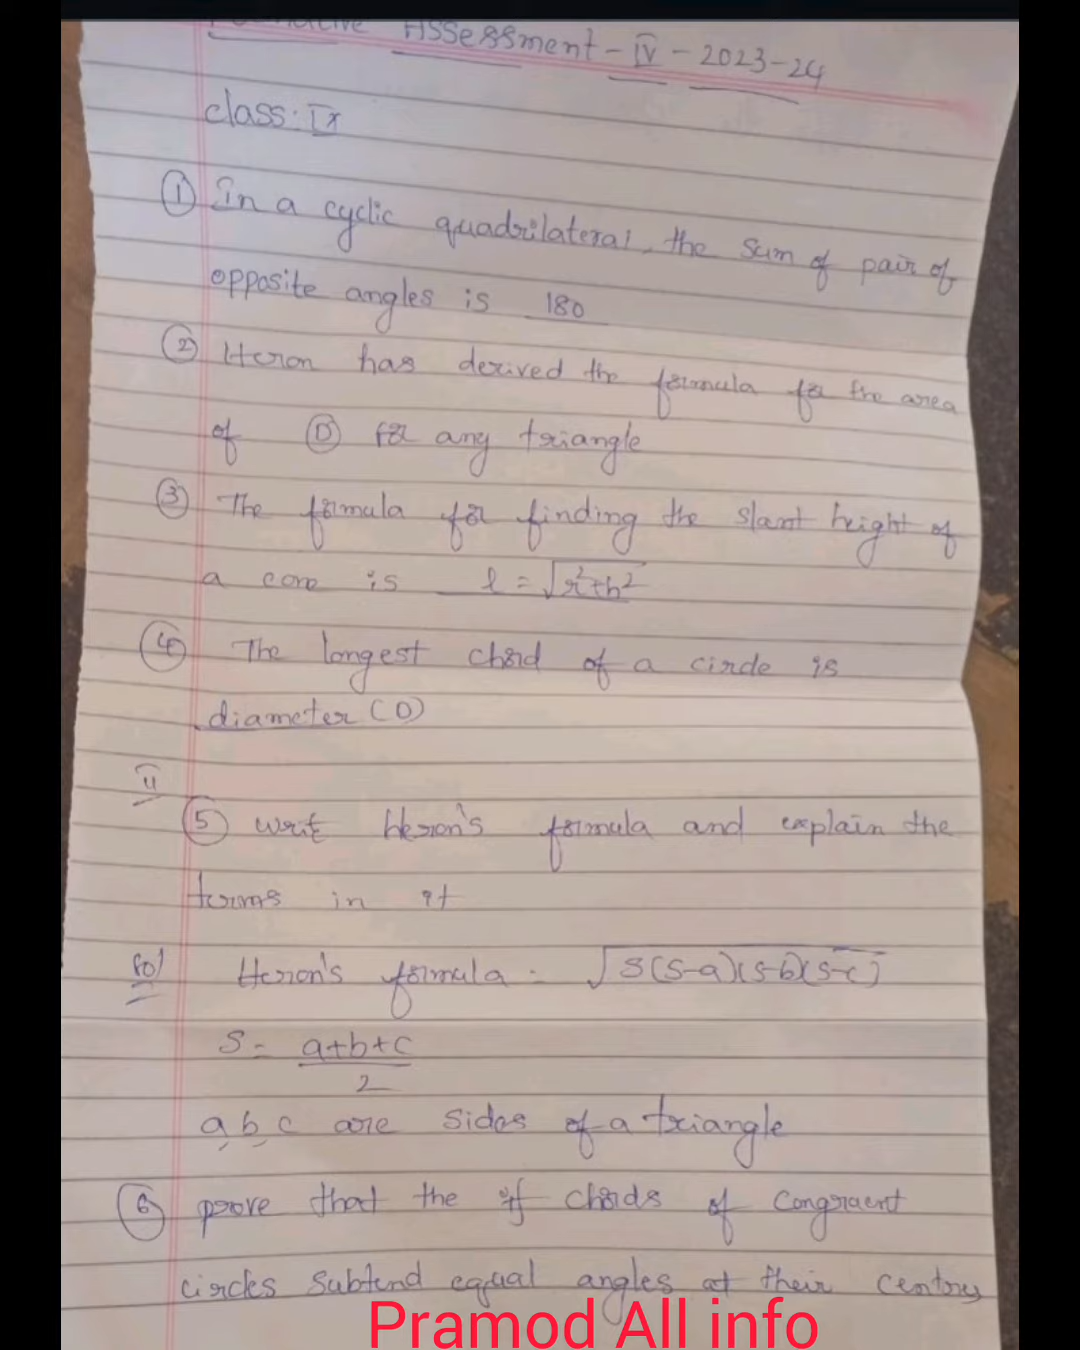 Assessment - IV - 2023-24
class: IX
① In a cyclic quadrilateral, the sum of pair of
opposite angles is 180
② Heron has derived the formula for the area
of Ⓓ for any triangle
③ The formula for finding the slant height of
a cone is l = √r²+h²
④ The longest chord of a circle is
diameter (D)
II
⑤ write heron's formula and explain the
terms in it
Sol Heron's formula = √S(S-a)(S-b)(S-c)
S = a+b+c
2
a, b, c are sides of a triangle
⑥ prove that the if chords of congruent
circles subtend equal angles at their centres
Pramod All info